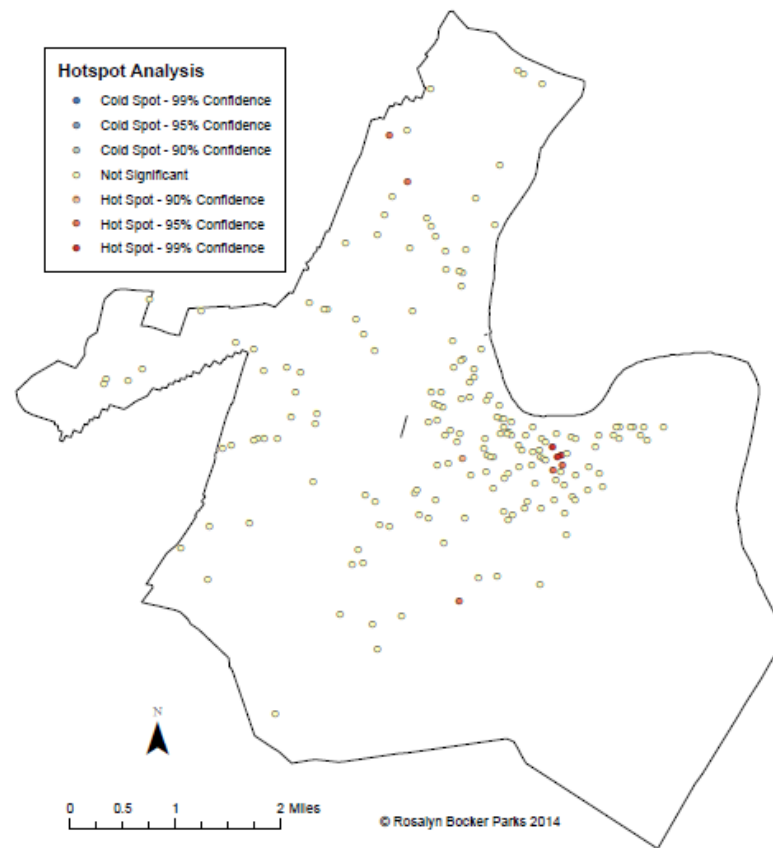 Hotspot Analysis
Cold Spot - 99% Confidence
Cold Spot - 95% Confidence
Cold Spot - 90% Confidence
Not Significant
Hot Spot - 90% Confidence
Hot Spot - 95% Confidence
Hot Spot - 99% Confidence
N
0 0.5 1 2 Miles
© Rosalyn Bocker Parks 2014